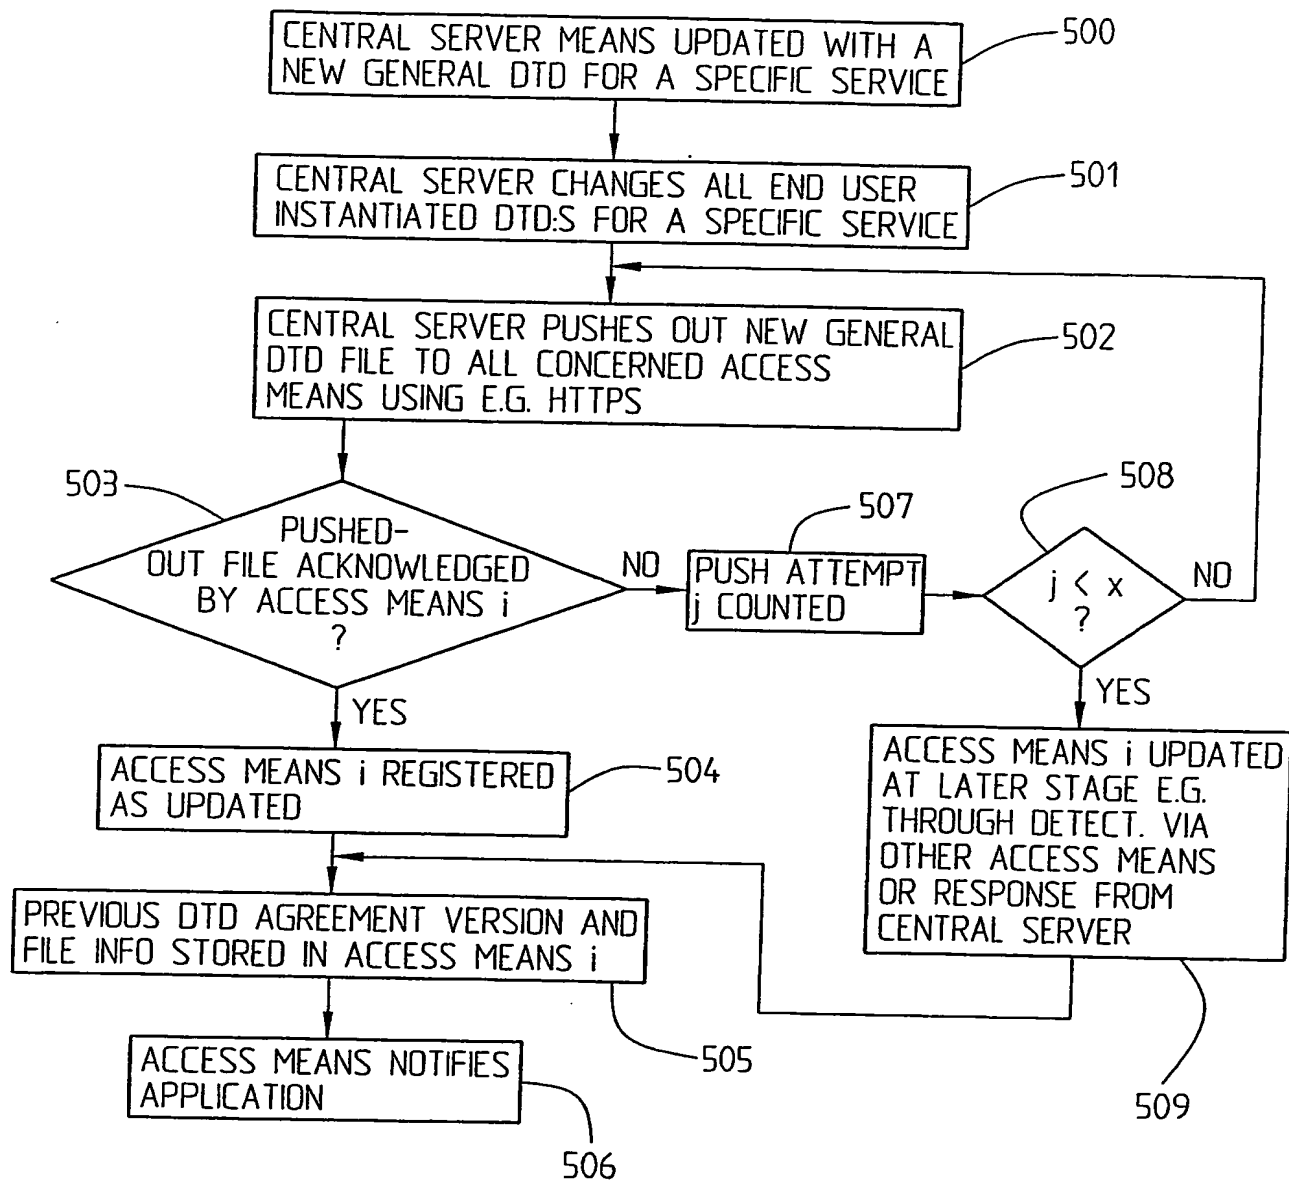 CENTRAL SERVER MEANS UPDATED WITH A
NEW GENERAL DTD FOR A SPECIFIC SERVICE
500
CENTRAL SERVER CHANGES ALL END USER
INSTANTIATED DTD:S FOR A SPECIFIC SERVICE
501
CENTRAL SERVER PUSHES OUT NEW GENERAL
DTD FILE TO ALL CONCERNED ACCESS
MEANS USING E.G. HTTPS
502
503
PUSHED-
OUT FILE ACKNOWLEDGED
BY ACCESS MEANS i
?
NO
507
PUSH ATTEMPT
j COUNTED
508
j < x
?
NO
YES
YES
ACCESS MEANS i REGISTERED
AS UPDATED
504
ACCESS MEANS i UPDATED
AT LATER STAGE E.G.
THROUGH DETECT. VIA
OTHER ACCESS MEANS
OR RESPONSE FROM
CENTRAL SERVER
509
PREVIOUS DTD AGREEMENT VERSION AND
FILE INFO STORED IN ACCESS MEANS i
505
ACCESS MEANS NOTIFIES
APPLICATION
506